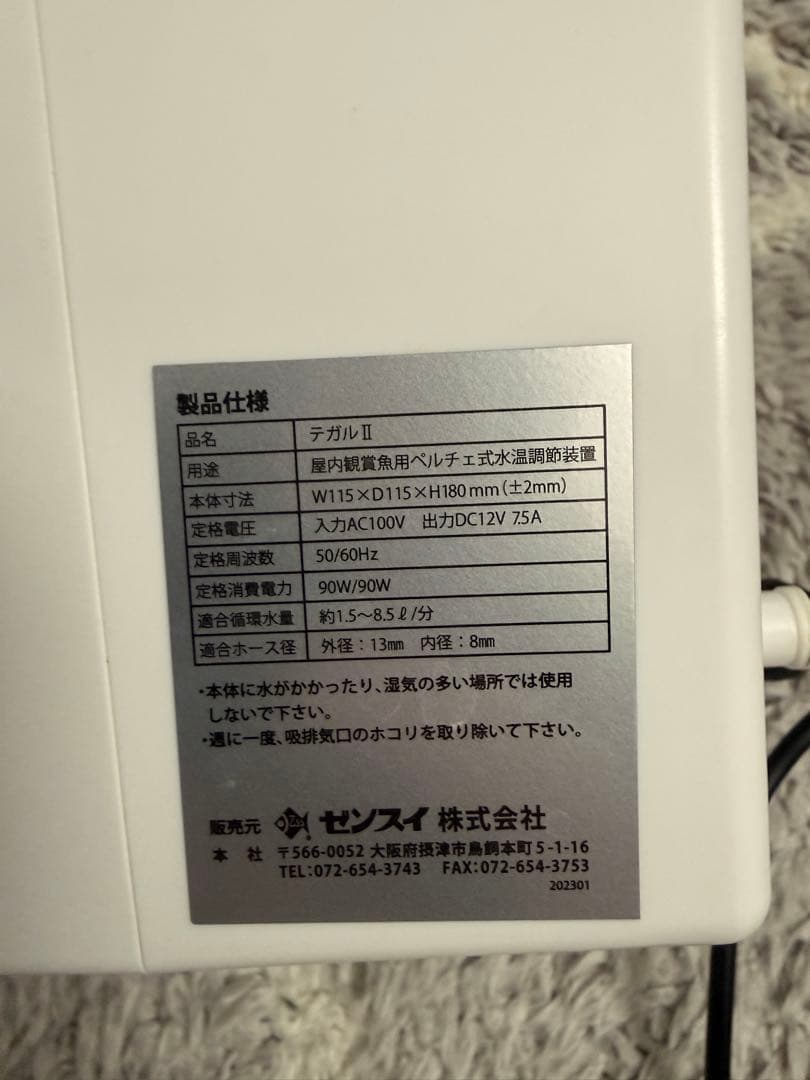 製品仕様
品名 テガルⅡ
用途 屋内観賞魚用ペルチェ式水温調節装置
本体寸法 W115×D115×H180mm(±2mm)
定格電圧 入力AC100V 出力DC12V 7.5A
定格周波数 50/60Hz
定格消費電力 90W/90W
適合循環水量 約1.5～8.5ℓ/分
適合ホース径 外径：13㎜ 内径：8㎜
・本体に水がかかったり、湿気の多い場所では使用
しないで下さい。
・週に一度、吸排気口のホコリを取り除いて下さい。
販売元 ゼンスイ株式会社
本社 〒566-0052 大阪府摂津市鳥飼本町5-1-16
TEL:072-654-3743 FAX:072-654-3753
202301